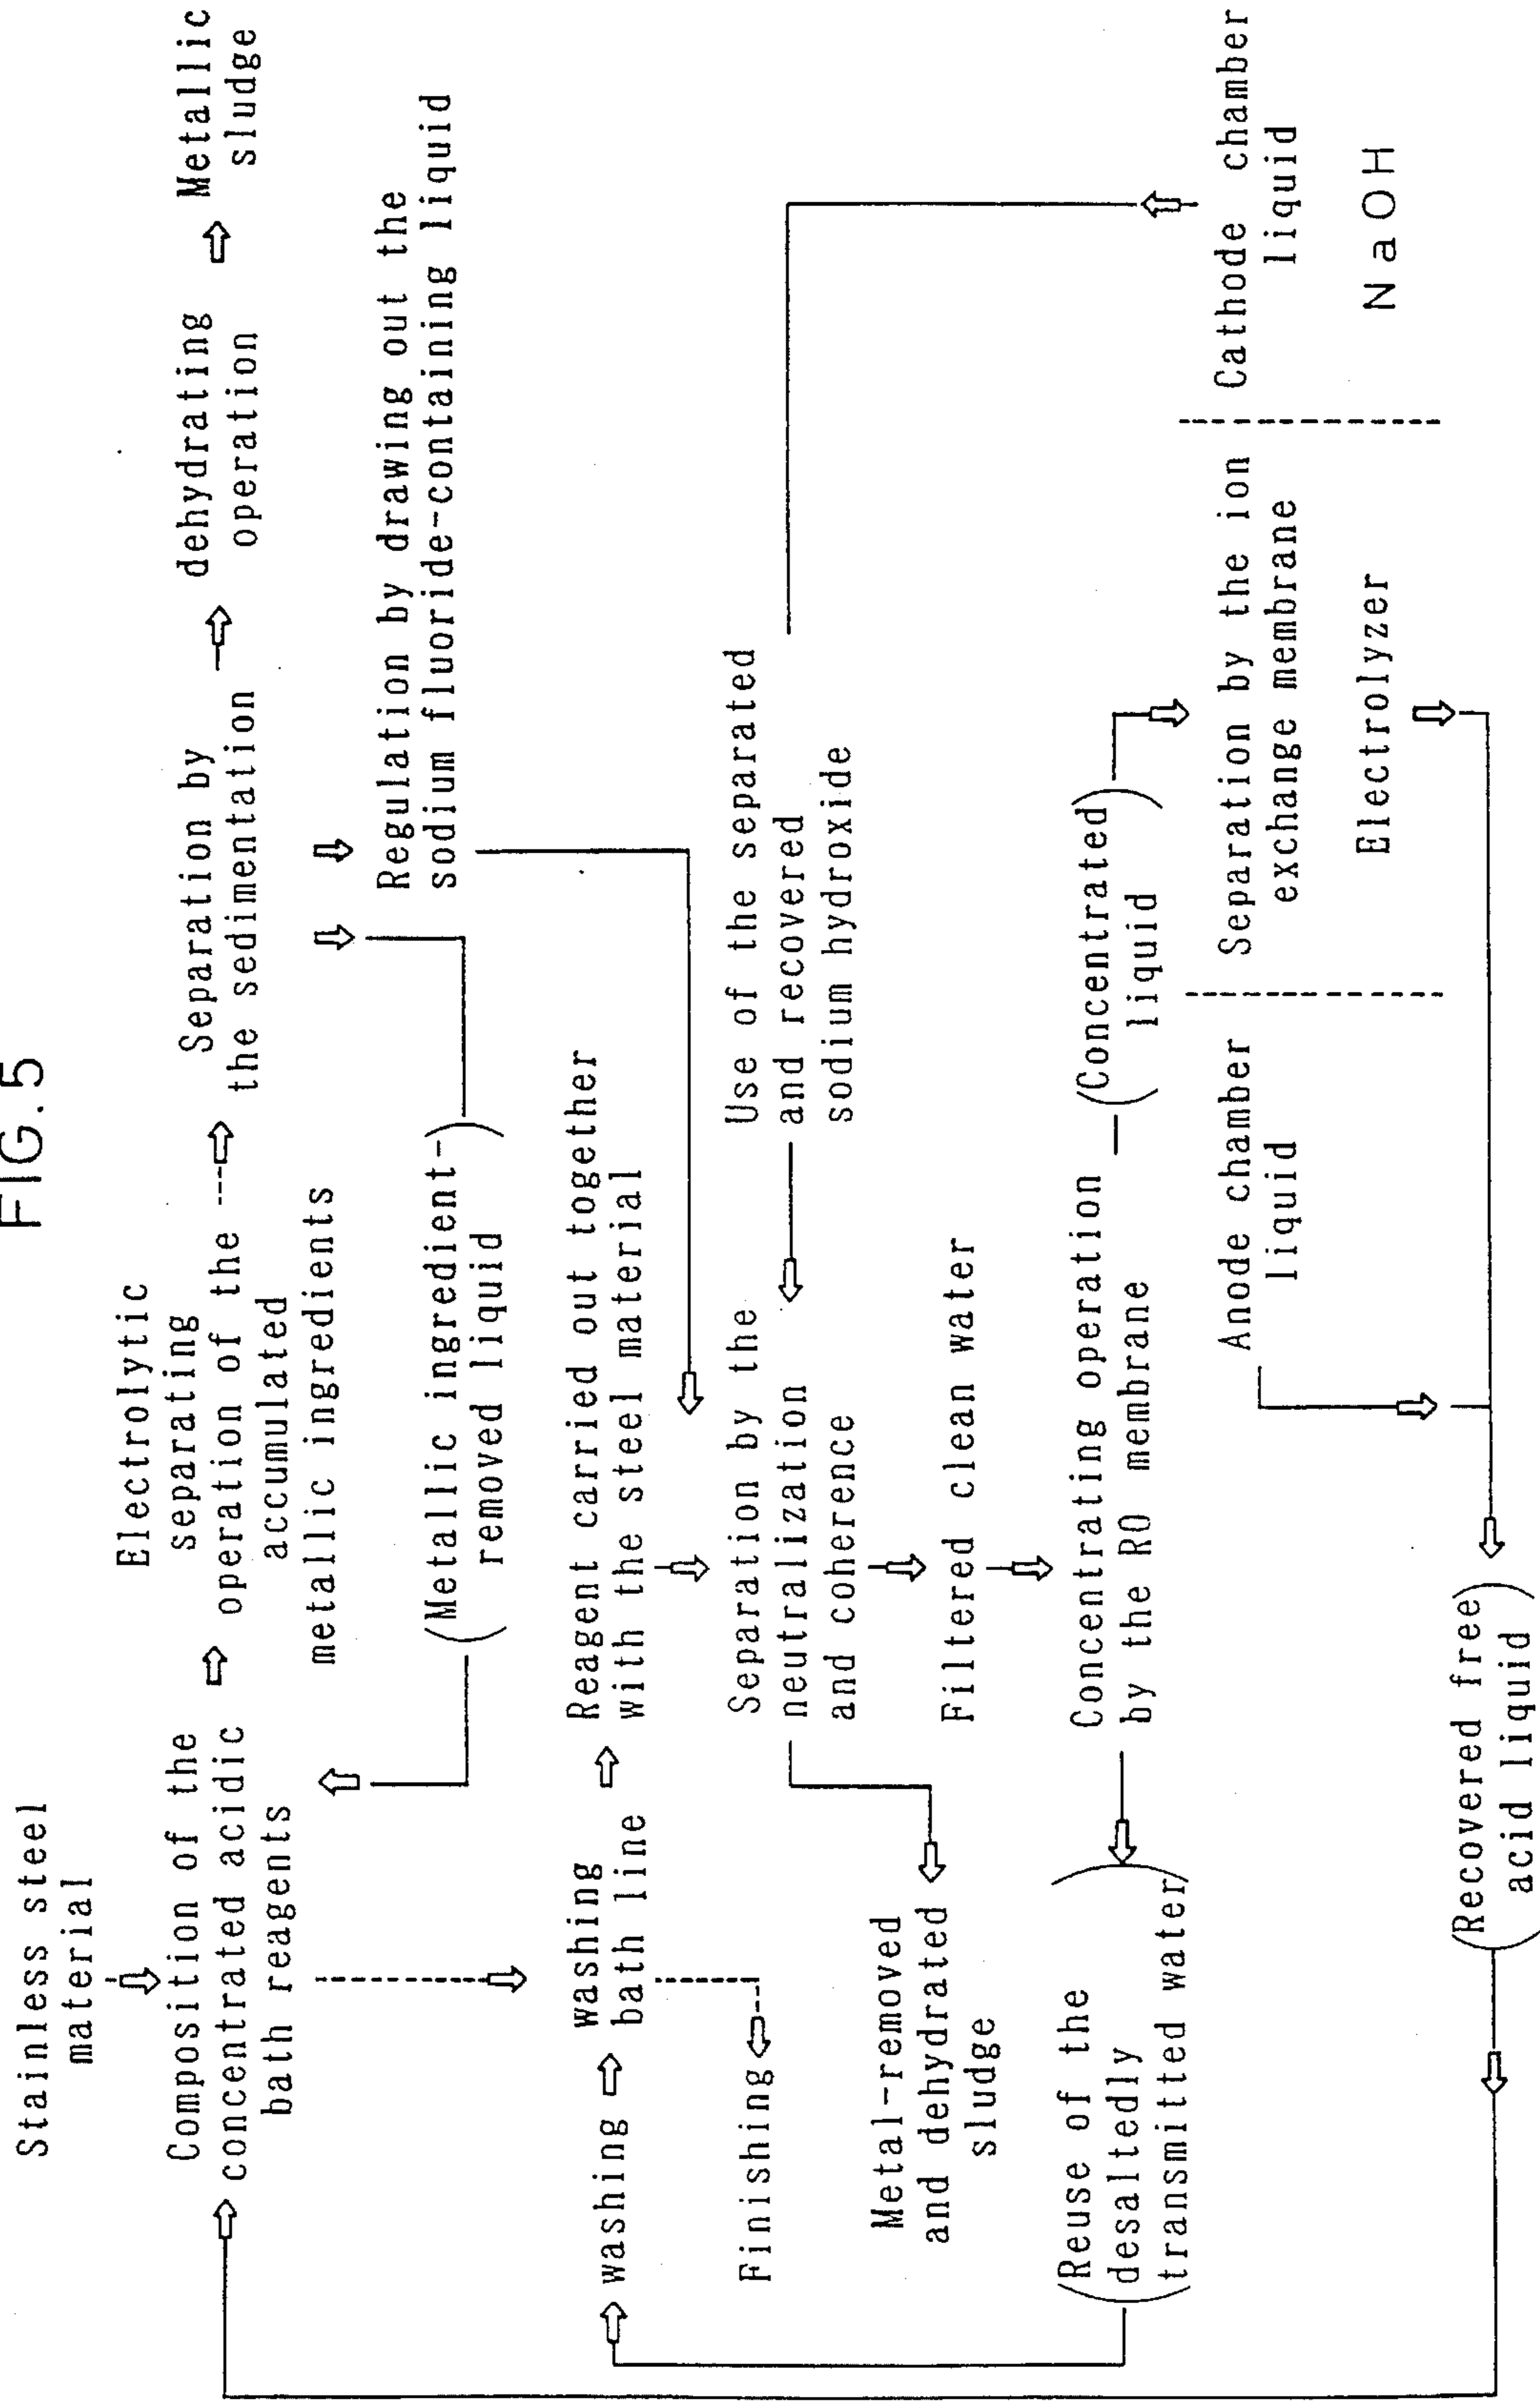 FIG. 5
Stainless steel
material
Composition of the
concentrated acidic
bath reagents
Electrolytic
separating
operation of the
accumulated
metallic ingredients
Separation by
the sedimentation
dehydrating
operation
Metallic
sludge
(Metallic ingredient-
removed liquid)
Regulation by drawing out the
sodium fluoride-containing liquid
washing
washing
bath line
Reagent carried out together
with the steel material
Finishing
Separation by the
neutralization
and coherence
Use of the separated
and recovered
sodium hydroxide
Metal-removed
and dehydrated
sludge
Filtered clean water
(Reuse of the
desaltedly
transmitted water)
Concentrating operation
by the RO membrane
(Concentrated
liquid)
Anode chamber
liquid
Separation by the ion
exchange membrane
Electrolyzer
Cathode chamber
liquid
NaOH
(Recovered free
acid liquid)